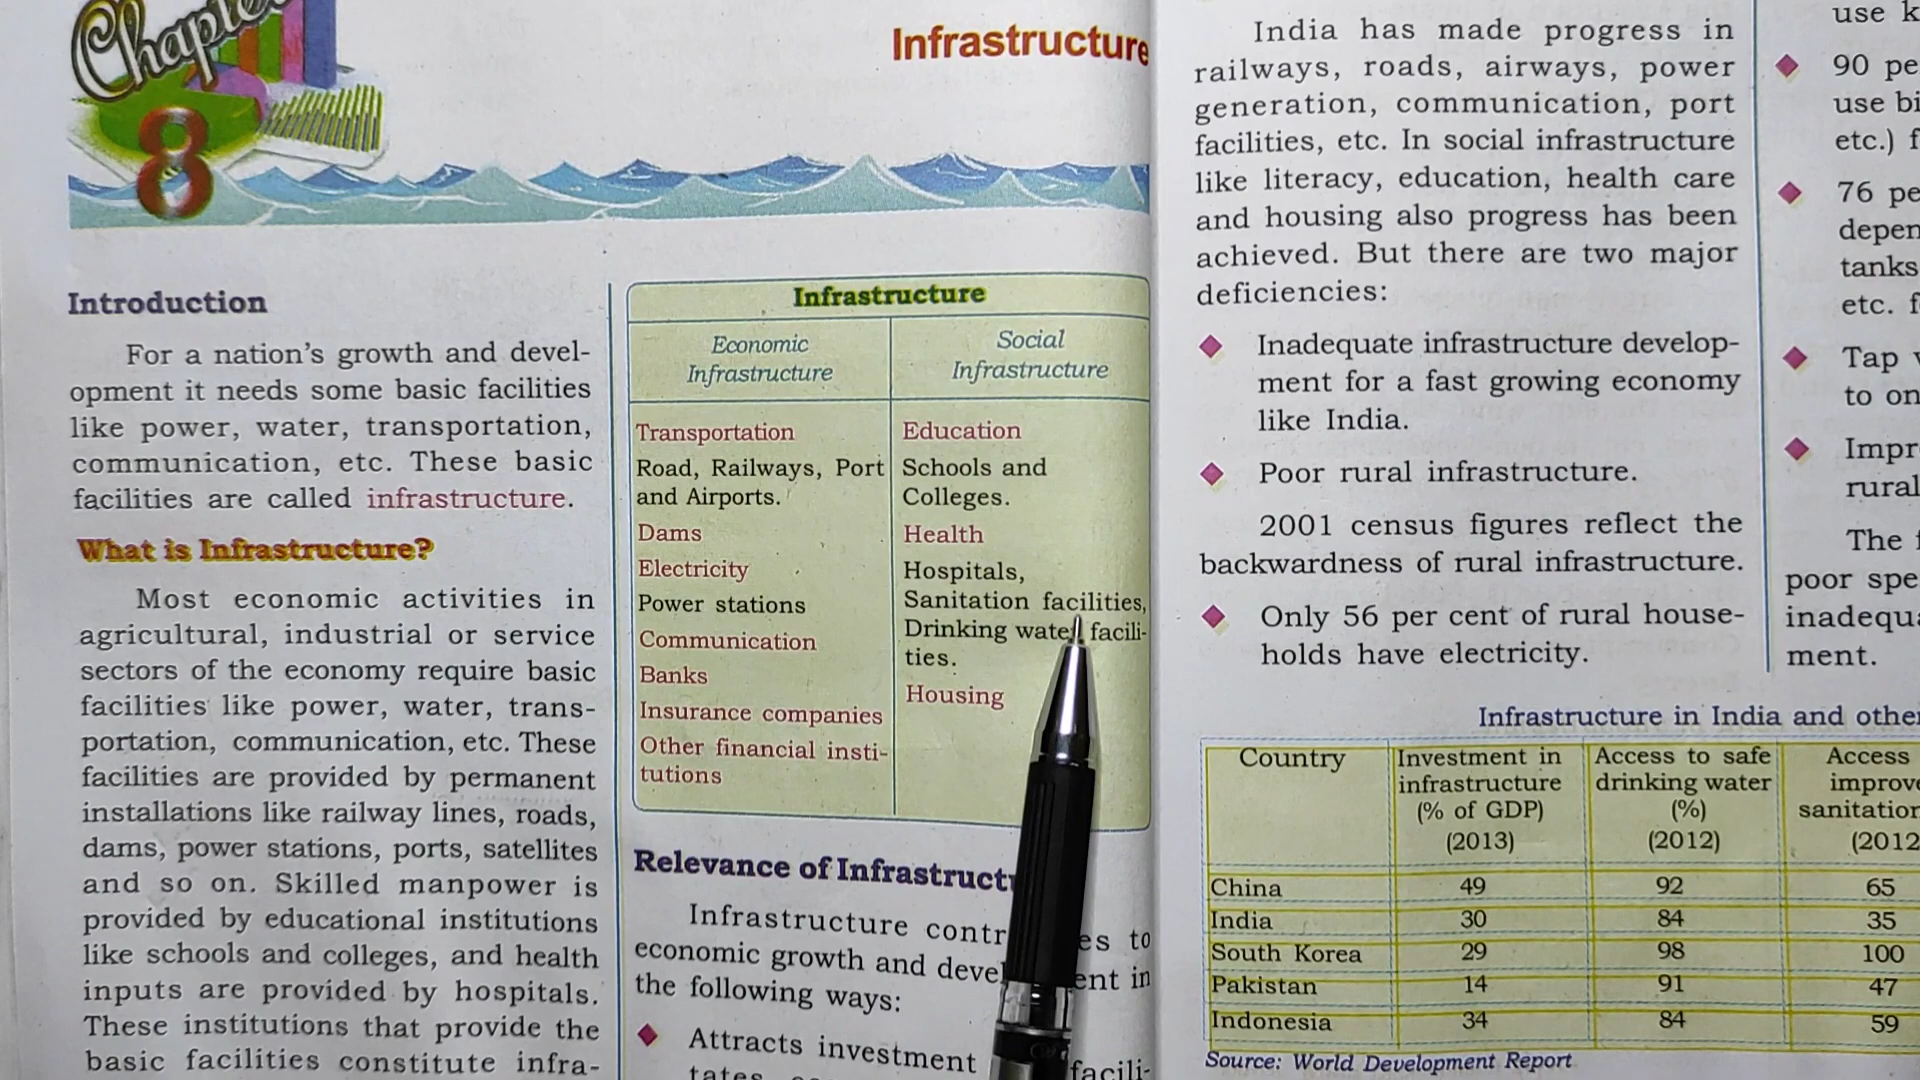 Chapter
8
Infrastructure
Introduction
For a nation's growth and devel-
opment it needs some basic facilities
like power, water, transportation,
communication, etc. These basic
facilities are called infrastructure.
What is Infrastructure?
Most economic activities in
agricultural, industrial or service
sectors of the economy require basic
facilities like power, water, trans-
portation, communication, etc. These
facilities are provided by permanent
installations like railway lines, roads,
dams, power stations, ports, satellites
and so on. Skilled manpower is
provided by educational institutions
like schools and colleges, and health
inputs are provided by hospitals.
These institutions that provide the
basic facilities constitute infra-
Infrastructure
Economic
Infrastructure
Social
Infrastructure
Transportation
Road, Railways, Port
and Airports.
Dams
Electricity
Power stations
Communication
Banks
Insurance companies
Other financial insti-
tutions
Education
Schools and
Colleges.
Health
Hospitals,
Sanitation facilities,
Drinking water facili-
ties.
Housing
Relevance of
Infrastructure
economic growth and in
the following ways:
Attracts investment facili-
India has made progress in
railways, roads, airways, power
generation, communication, port
facilities, etc. In social infrastructure
like literacy, education, health care
and housing also progress has been
achieved. But there are two major
deficiencies:
Inadequate infrastructure develop-
ment for a fast growing economy
like India.
Poor rural infrastructure.
2001 census figures reflect the
backwardness of rural infrastructure.
Only 56 per cent of rural house-
holds have electricity.
use
90
use
etc.)
76
tanks
etc.
Tap
to
rural
The
poor
ment.
Infrastructure in India and other
Country Investment in infrastructure (% of GDP) (2013) Access to safe drinking water (%) (2012) Access sanitation (2012
China 49 92 65
India 30 84 35
South Korea 29 98 100
Pakistan 14 91 47
Indonesia 34 84 59
Source: World Development Report